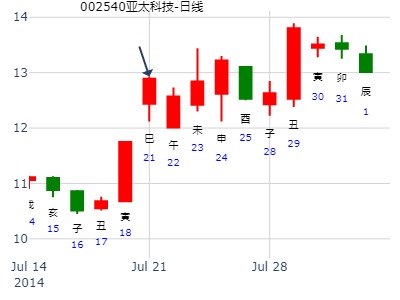 002540亚太科技-日线
14
13
12
11
10
巳
21
午
22
未
23
申
24
酉
25
子
28
丑
29
寅
30
卯
31
辰
1
4
亥
15
子
16
丑
17
寅
18
Jul 14
2014
Jul 21
Jul 28